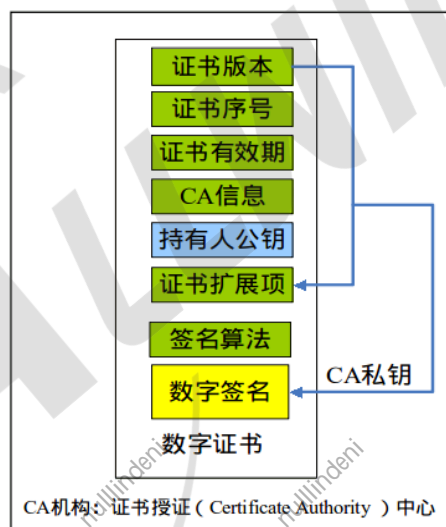 证书版本
证书序号
证书有效期
CA信息
持有人公钥
证书扩展项
签名算法
CA私钥
数字签名
数字证书
nulllindeni
nulllindeni
CA机构：证书授证（Certificate Authority ）中心